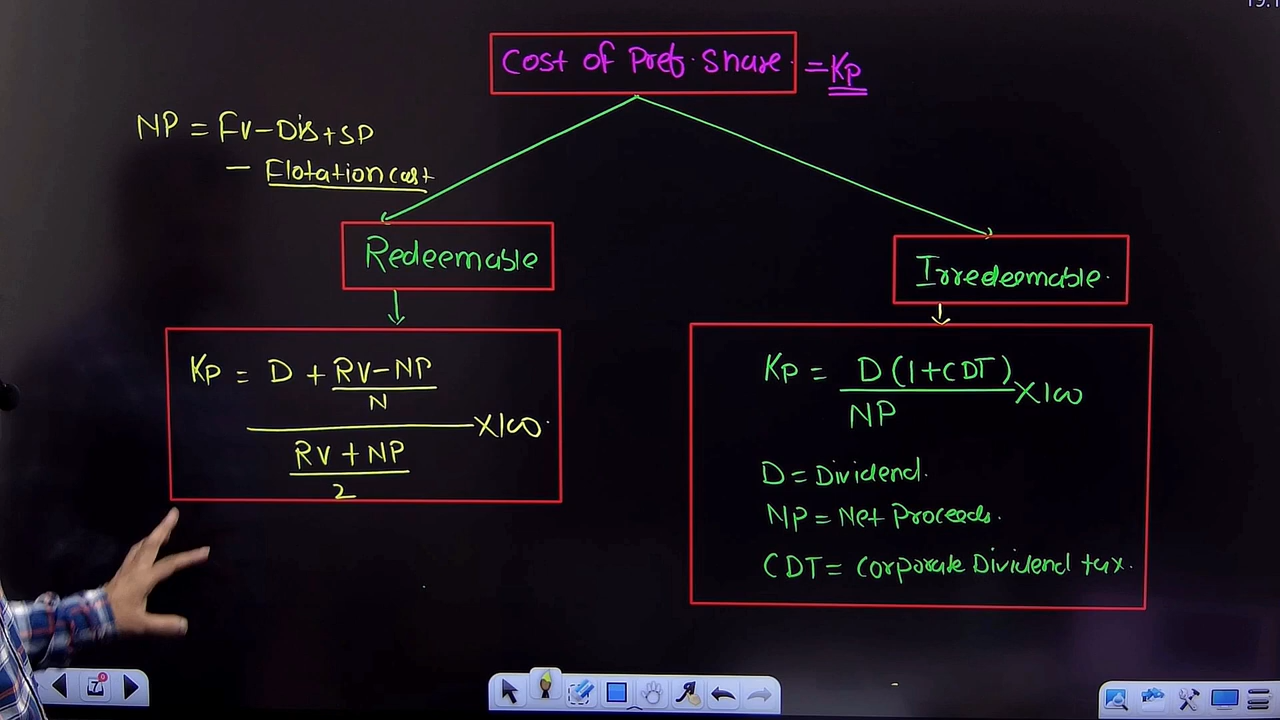 Cost of Pref. Share. = Kp
NP = FV - Dis + SP
- Flotation cost
Redeemable
Irredeemable.
Kp = D + RV - NP
N
RV + NP
2
X100.
Kp = D (1 + CDT)
NP
X100
D = Dividend.
NP = Net Proceeds.
CDT = Corporate Dividend tax.